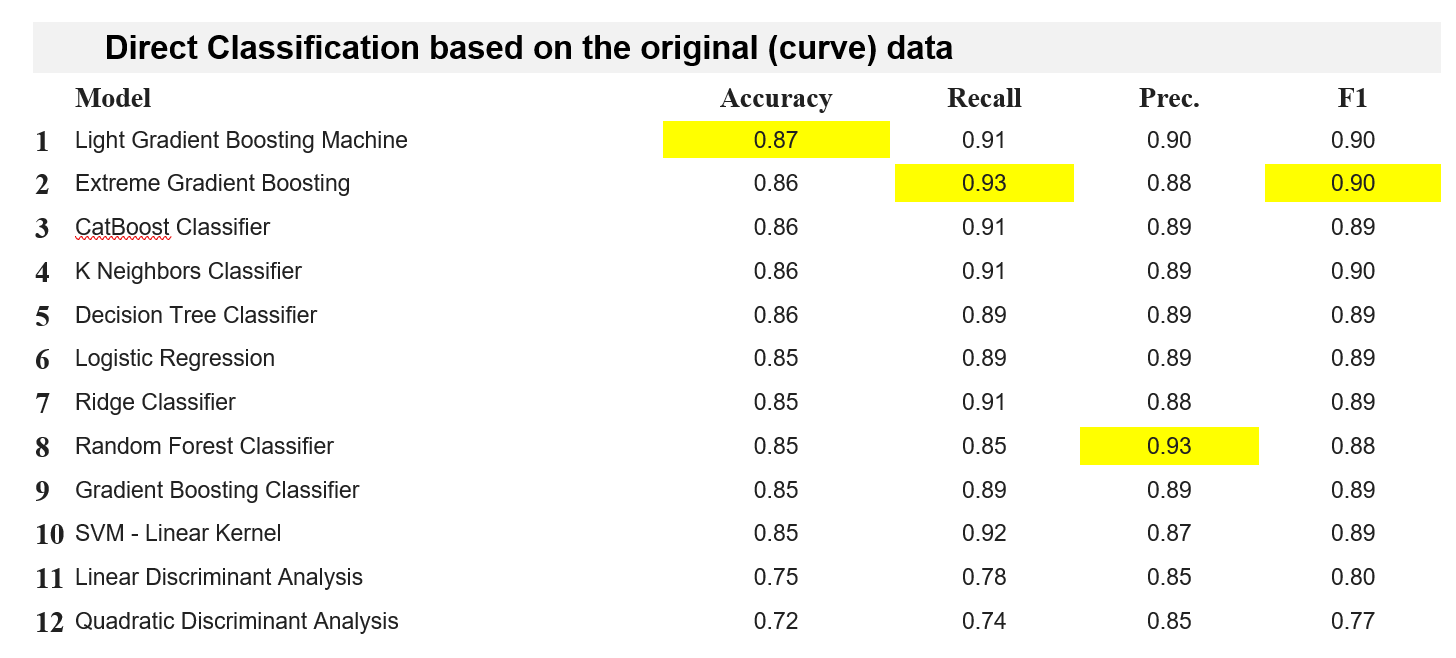 Direct Classification based on the original (curve) data
Model Accuracy Recall Prec. F1
1 Light Gradient Boosting Machine 0.87 0.91 0.90 0.90
2 Extreme Gradient Boosting 0.86 0.93 0.88 0.90
3 CatBoost Classifier 0.86 0.91 0.89 0.89
4 K Neighbors Classifier 0.86 0.91 0.89 0.90
5 Decision Tree Classifier 0.86 0.89 0.89 0.89
6 Logistic Regression 0.85 0.89 0.89 0.89
7 Ridge Classifier 0.85 0.91 0.88 0.89
8 Random Forest Classifier 0.85 0.85 0.93 0.88
9 Gradient Boosting Classifier 0.85 0.89 0.89 0.89
10 SVM - Linear Kernel 0.85 0.92 0.87 0.89
11 Linear Discriminant Analysis 0.75 0.78 0.85 0.80
12 Quadratic Discriminant Analysis 0.72 0.74 0.85 0.77